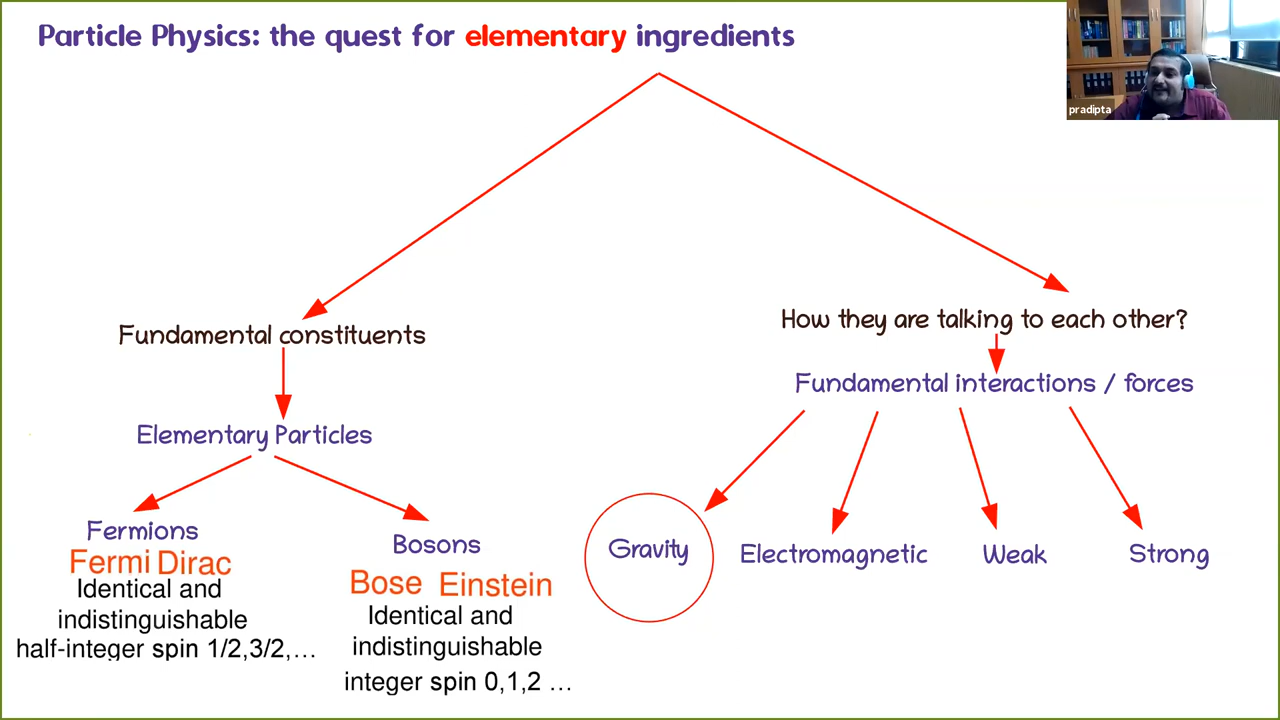 Particle Physics: the quest for elementary ingredients
pradipta
Fundamental constituents
Elementary Particles
Fermions
Fermi Dirac
Identical and
indistinguishable
half-integer spin 1/2,3/2,...
Bosons
Bose Einstein
Identical and
indistinguishable
integer spin 0,1,2 ...
How they are talking to each other?
Fundamental interactions / forces
Gravity
Electromagnetic
Weak
Strong